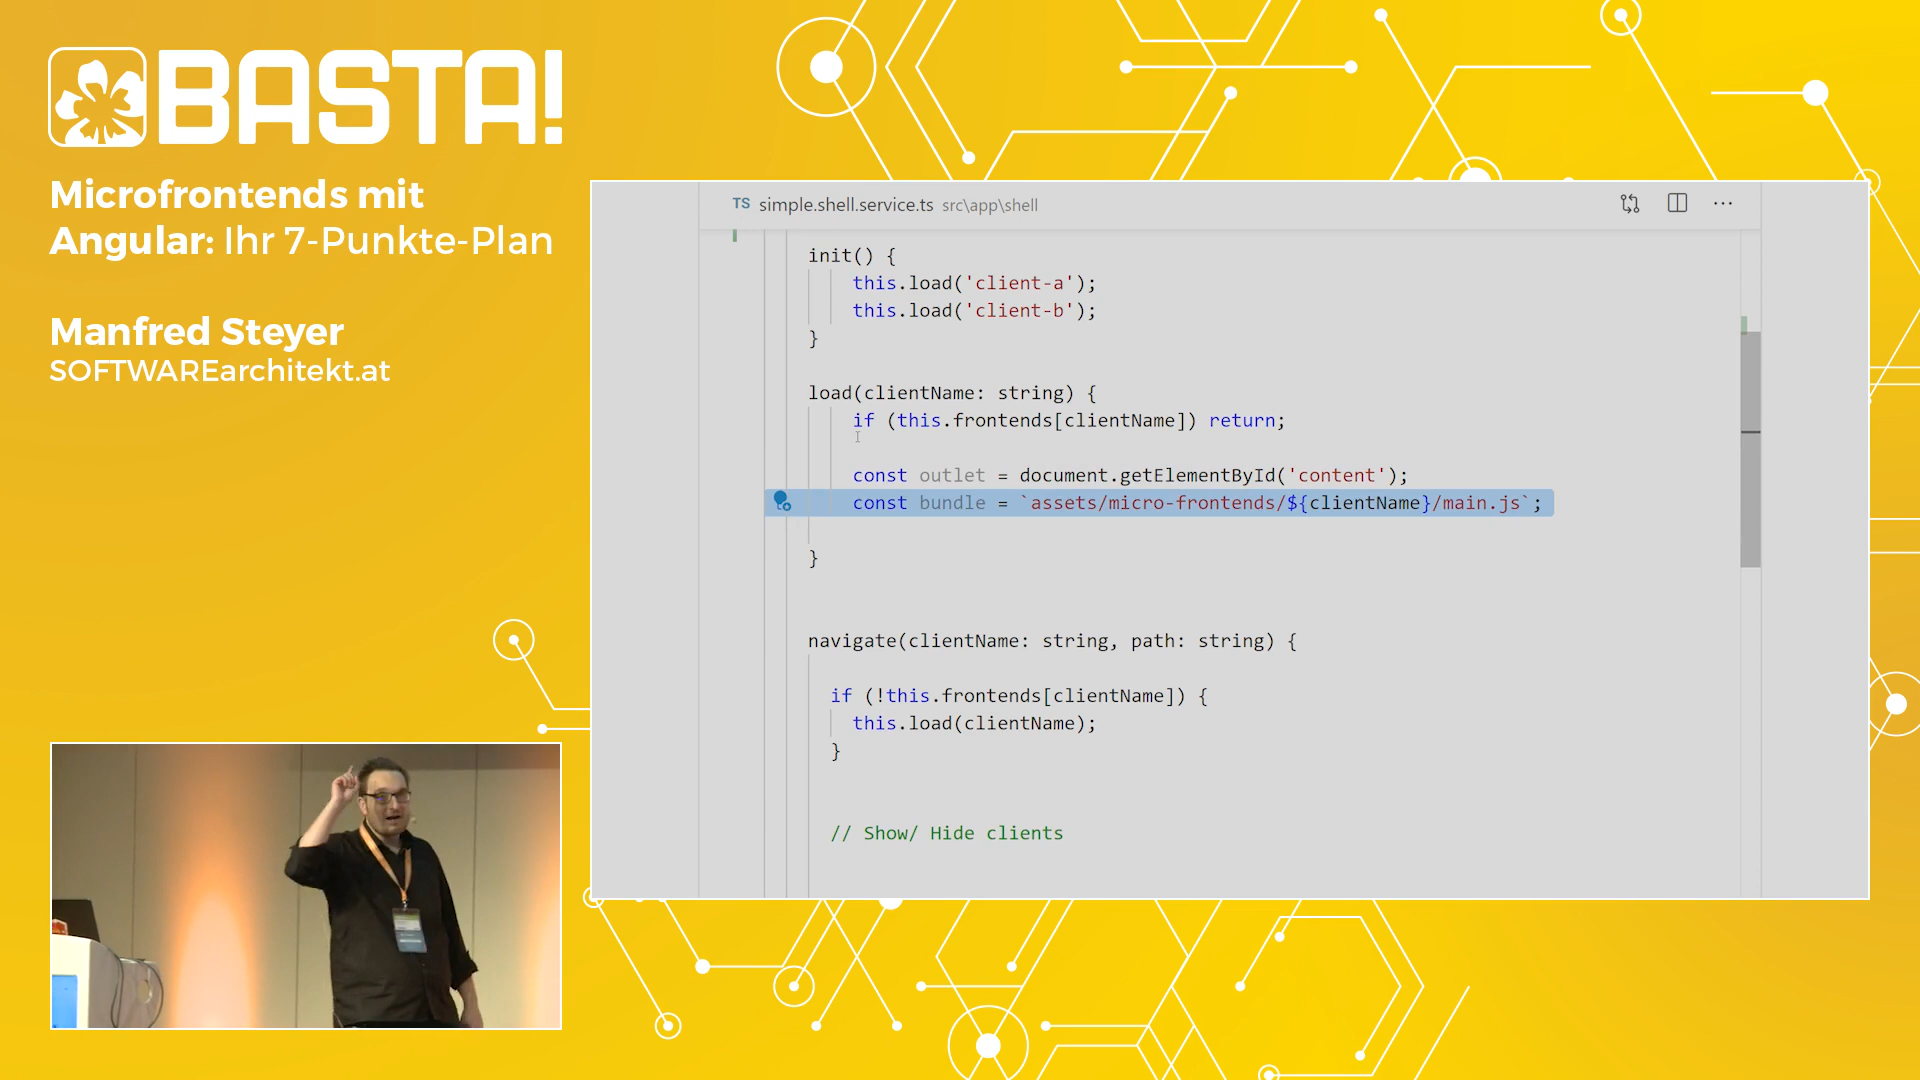 BASTA!
Microfrontends mit
Angular: Ihr 7-Punkte-Plan
Manfred Steyer
SOFTWAREarchitekt.at
TS simple.shell.service.ts src\app\shell
init() {
this.load('client-a');
this.load('client-b');
}
load(clientName: string) {
if (this.frontends[clientName]) return;
const outlet = document.getElementById('content');
const bundle = `assets/micro-frontends/${clientName}/main.js`;
}
navigate(clientName: string, path: string) {
if (!this.frontends[clientName]) {
this.load(clientName);
}
// Show/ Hide clients